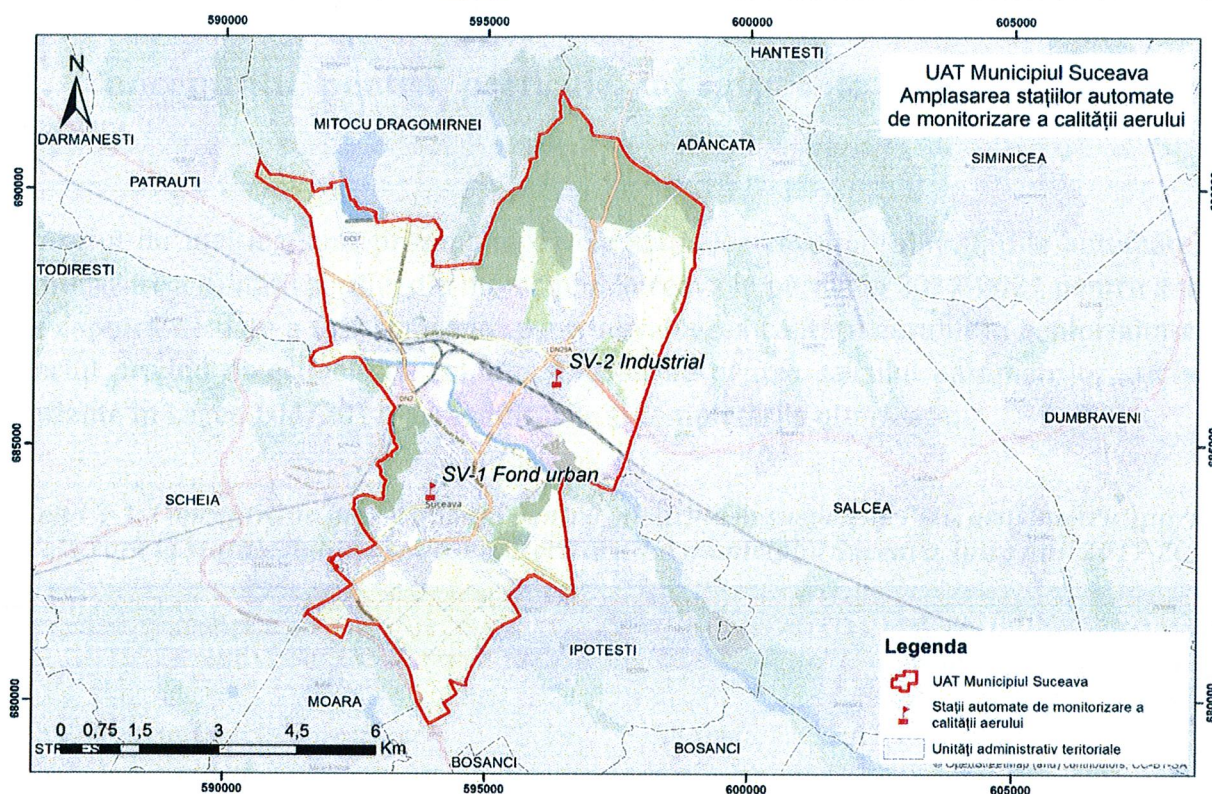 590000
595000
600000
605000
HANTESTI
UAT Municipiul Suceava
Amplasarea stațiilor automate
de monitorizare a calității aerului
N
MITOCU DRAGOMIRNEI
DARMANESTI
ADÂNCATA
SIMINICEA
PATRAUTI
690000
TODIRESTI
DN29A
SV-2 Industrial
DN2
DUMBRAVENI
685000
SV-1 Fond urban
SCHEIA
Suceava
SALCEA
IPOTESTI
Legenda
UAT Municipiul Suceava
Stații automate de monitorizare a
calității aerului
Unități administrativ teritoriale
MOARA
680000
680000
0 0,75 1,5 3 4,5 6
Km
BOSANCI
BOSANCI
590000
595000
600000
605000